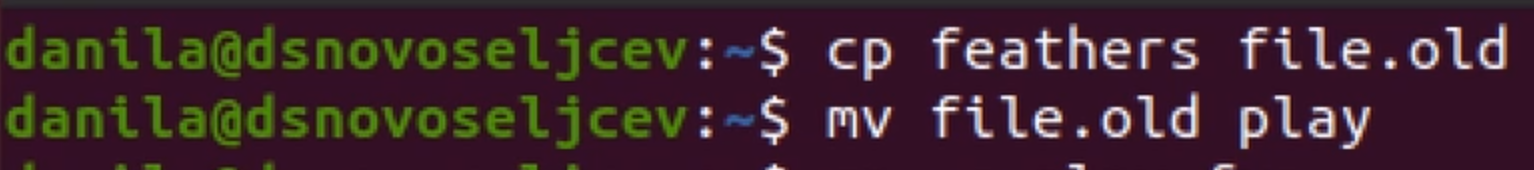 danila@dsnovoseljcev:~$ cp feathers file.old
danila@dsnovoseljcev:~$ mv file.old play